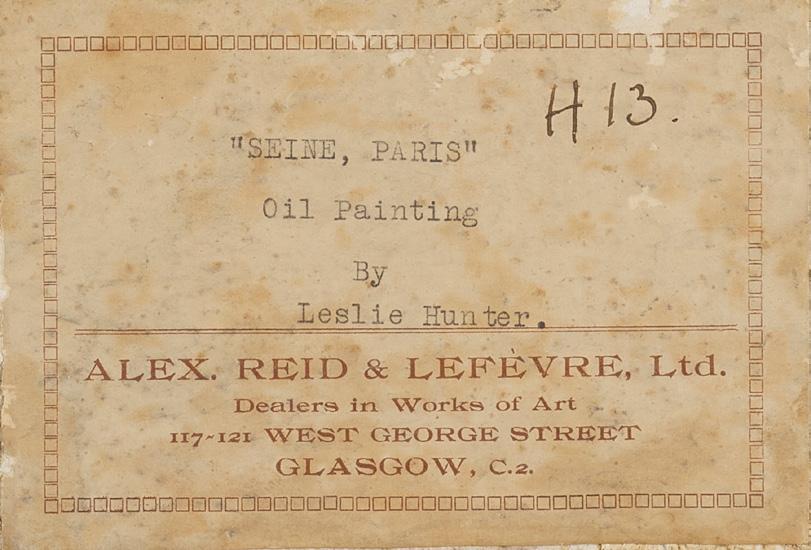 H 13.
"SEINE, PARIS"
Oil Painting
By
Leslie Hunter.
ALEX. REID & LEFÈVRE, Ltd.
Dealers in Works of Art
117-121 WEST GEORGE STREET
GLASGOW, C.2.